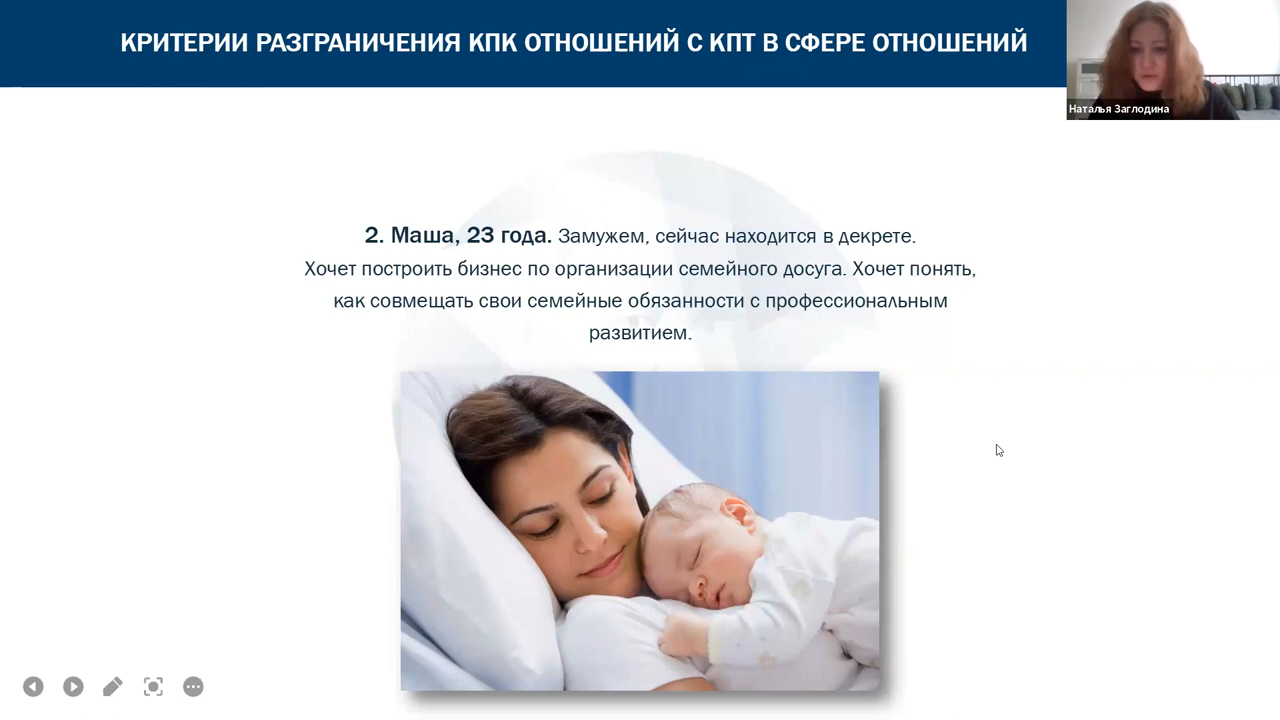 КРИТЕРИИ РАЗГРАНИЧЕНИЯ КПК ОТНОШЕНИЙ С КПТ В СФЕРЕ ОТНОШЕНИЙ
Наталья Заглодина
2. Маша, 23 года. Замужем, сейчас находится в декрете.
Хочет построить бизнес по организации семейного досуга. Хочет понять,
как совмещать свои семейные обязанности с профессиональным
развитием.